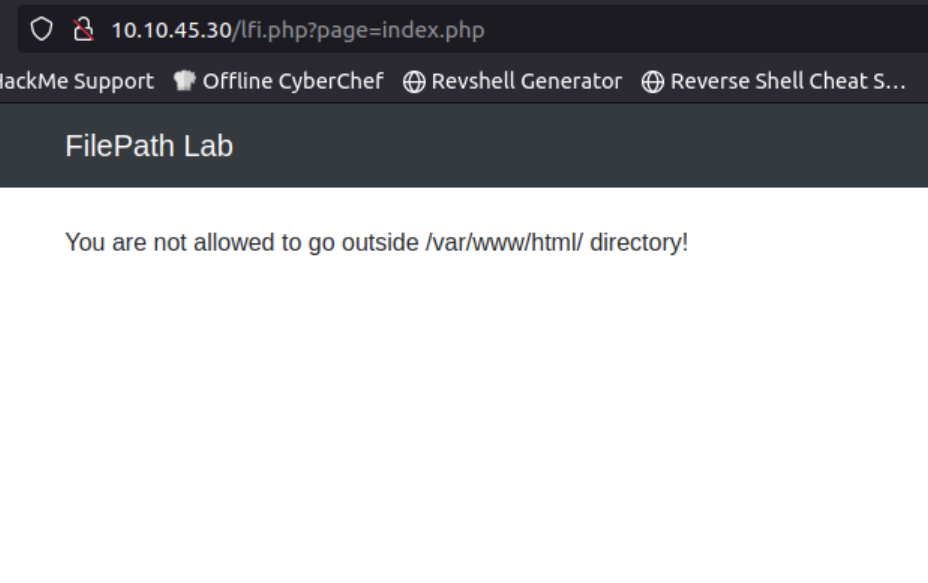 10.10.45.30/lfi.php?page=index.php
HackMe Support Offline CyberChef Revshell Generator Reverse Shell Cheat S...
FilePath Lab
You are not allowed to go outside /var/www/html/ directory!